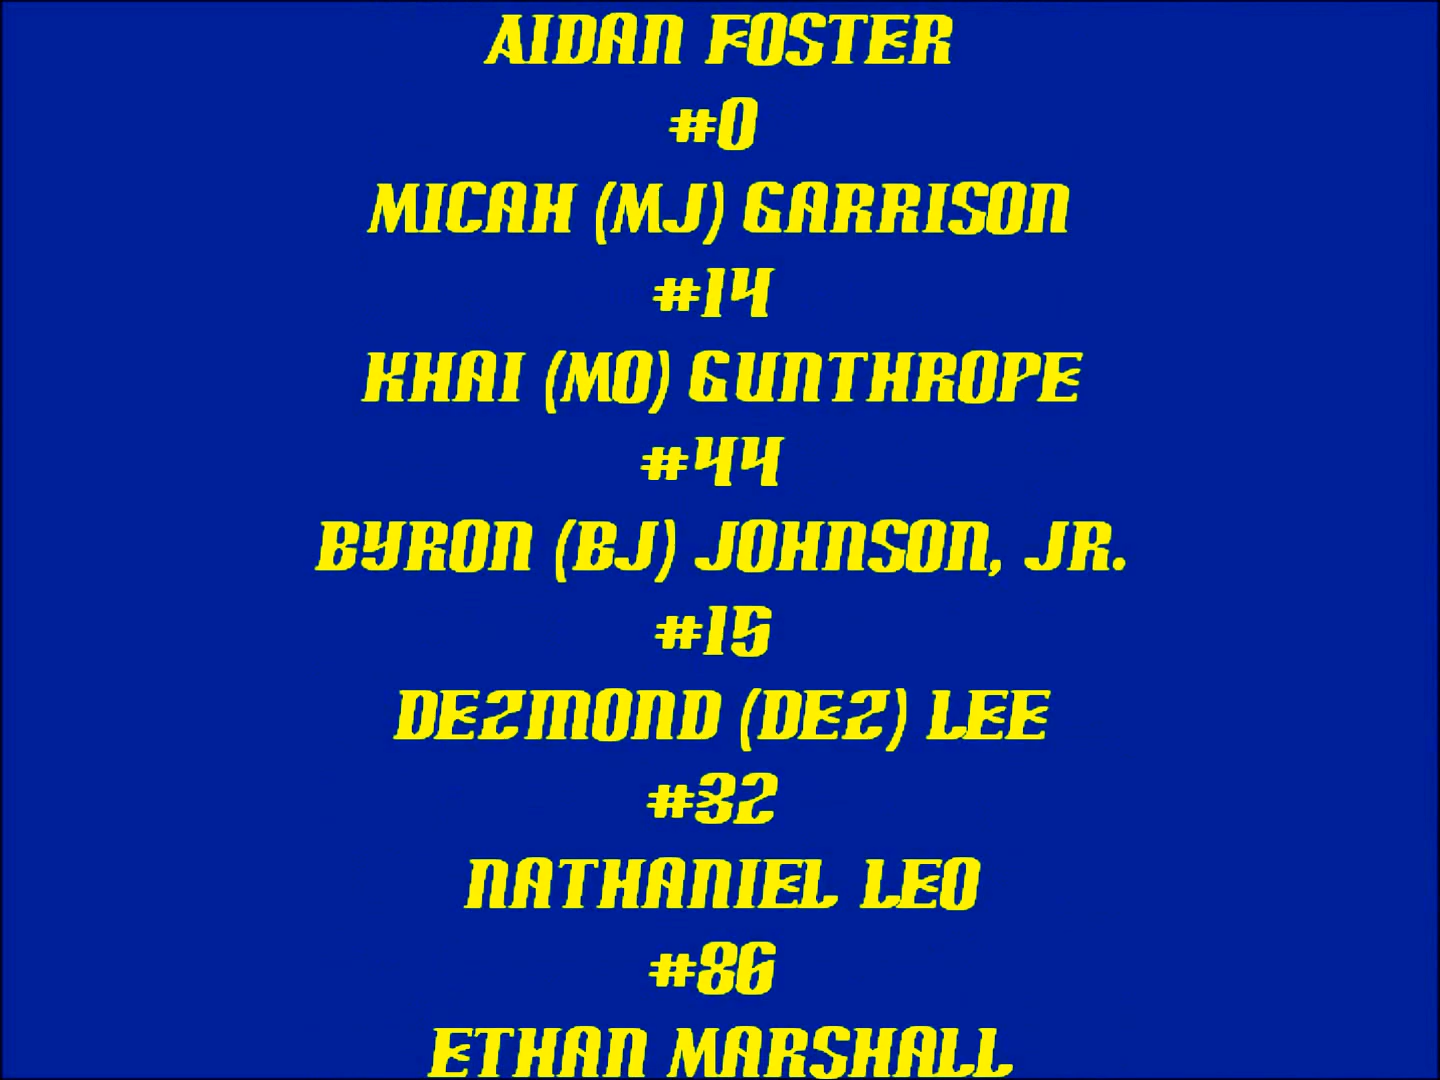 AIDAN FOSTER
#0
MICAH (MJ) GARRISON
#14
KHAI (MO) GUNTHROPE
#44
BYRON (BJ) JOHNSON, JR.
#15
DEZMOND (DEZ) LEE
#32
NATHANIEL LEO
#86
ETHAN MARSHALL